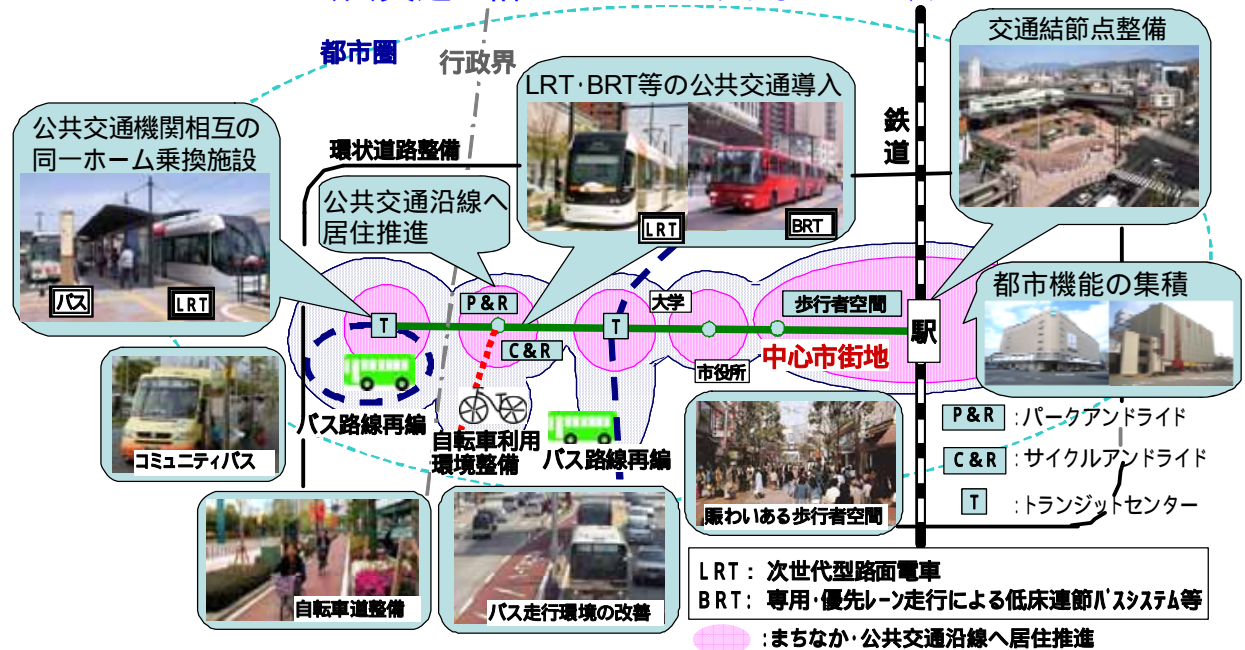 都市圏
行政界
交通結節点整備
LRT・BRT等の公共交通導入
公共交通機関相互の
同一ホーム乗換施設
鉄
道
環状道路整備
公共交通沿線へ
居住推進
LRT
BRT
バス
LRT
都市機能の集積
P&R
大学
歩行者空間
T
T
駅
C&R
市役所
中心市街地
バス路線再編
自転車利用
環境整備
バス路線再編
コミュニティバス
P&R
:パークアンドライド
C&R
:サイクルアンドライド
T
:トランジットセンター
賑わいある歩行者空間
自転車道整備
バス走行環境の改善
LRT: 次世代型路面電車
BRT: 専用・優先レーン走行による低床連節バスシステム等
:まちなか・公共交通沿線へ居住推進